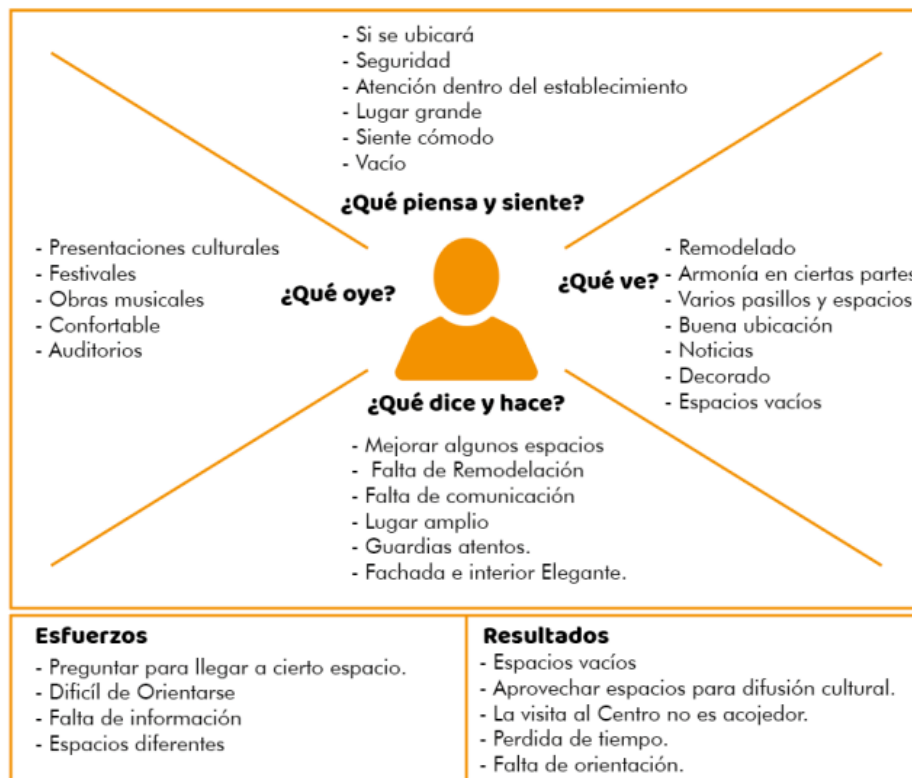 - Si se ubicará
- Seguridad
- Atención dentro del establecimiento
- Lugar grande
- Siente cómodo
- Vacío
¿Qué piensa y siente?
- Presentaciones culturales
- Festivales
- Obras musicales
- Confortable
- Auditorios
¿Qué oye?
¿Qué ve?
- Remodelado
- Armonía en ciertas partes
- Varios pasillos y espacios
- Buena ubicación
- Noticias
- Decorado
- Espacios vacíos
¿Qué dice y hace?
- Mejorar algunos espacios
- Falta de Remodelación
- Falta de comunicación
- Lugar amplio
- Guardias atentos.
- Fachada e interior Elegante.
Esfuerzos
- Preguntar para llegar a cierto espacio.
- Dificíl de Orientarse
- Falta de información
- Espacios diferentes
Resultados
- Espacios vacíos
- Aprovechar espacios para difusión cultural.
- La visita al Centro no es acojedor.
- Perdida de tiempo.
- Falta de orientación.